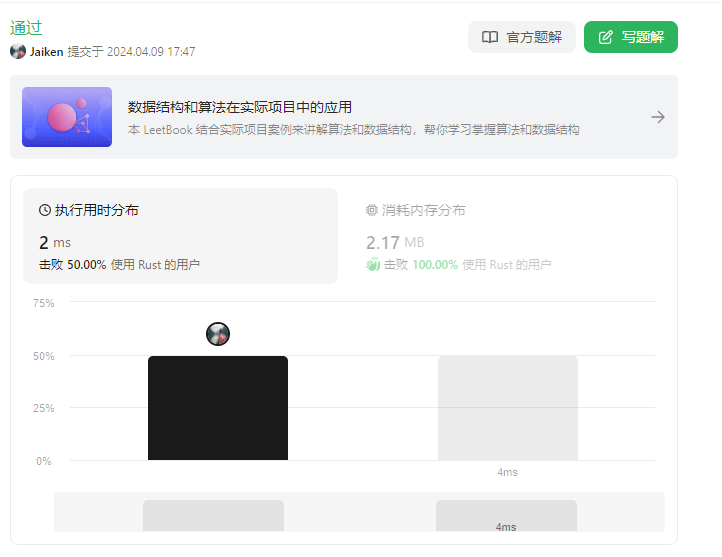 通过
Jaiken 提交于 2024.04.09 17:47
官方题解
写题解
数据结构和算法在实际项目中的应用
本 LeetBook 结合实际项目案例来讲解算法和数据结构，帮你学习掌握算法和数据结构
执行用时分布
2 ms
击败 50.00% 使用 Rust 的用户
消耗内存分布
2.17 MB
击败 100.00% 使用 Rust 的用户
75%
50%
25%
0%
4ms
4ms